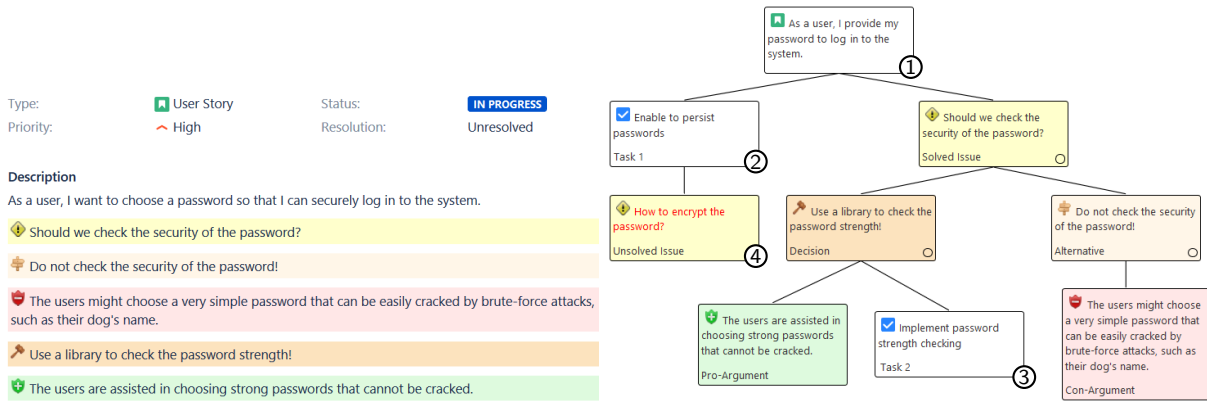 Type: User Story Status: IN PROGRESS
Priority: High Resolution: Unresolved
Description
As a user, I want to choose a password so that I can securely log in to the system.
Should we check the security of the password?
Do not check the security of the password!
The users might choose a very simple password that can be easily cracked by brute-force attacks,
such as their dog's name.
Use a library to check the password strength!
The users are assisted in choosing strong passwords that cannot be cracked.
As a user, I provide my
password to log in to the
system.
1
Enable to persist
passwords
Task 1
2
Should we check the
security of the password?
Solved Issue
How to encrypt the
password?
Unsolved Issue
4
Use a library to check the
password strength!
Decision
Do not check the security
of the password!
Alternative
The users are assisted in
choosing strong passwords
that cannot be cracked.
Pro-Argument
Implement password
strength checking
Task 2
3
The users might choose
a very simple password that
can be easily cracked by
brute-force attacks, such as
their dog's name.
Con-Argument